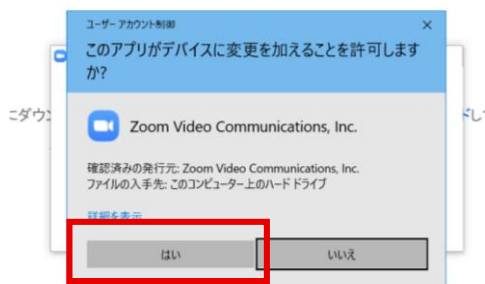 ユーザー アカウント制御
このアプリがデバイスに変更を加えることを許可します
か?
Zoom Video Communications, Inc.
確認済みの発行元: Zoom Video Communications, Inc.
ファイルの入手先: このコンピューター上のハード ドライブ
詳細を表示
はい
いいえ